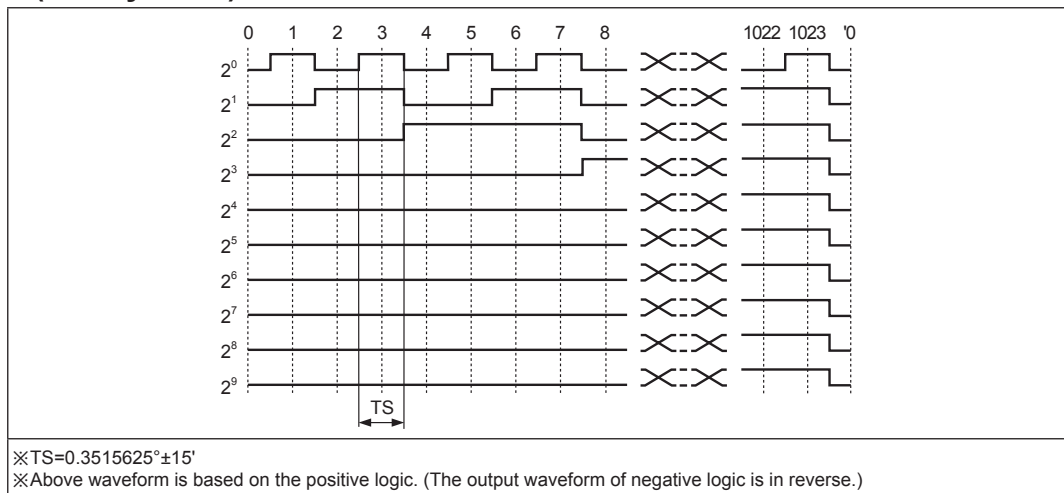 0 1 2 3 4 5 6 7 8 1022 1023 '0
2⁰
2¹
2²
2³
2⁴
2⁵
2⁶
2⁷
2⁸
2⁹
TS
※TS=0.3515625°±15'
※Above waveform is based on the positive logic. (The output waveform of negative logic is in reverse.)